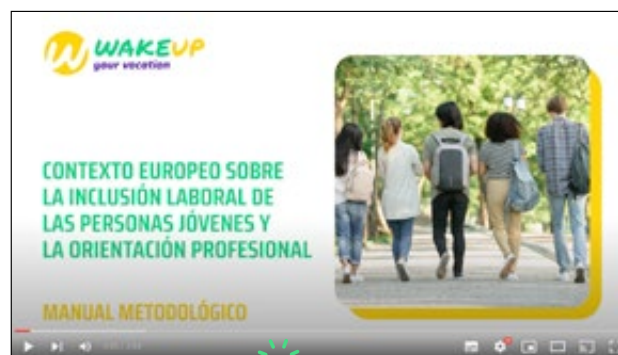 WAKEUP
your vocation
CONTEXTO EUROPEO SOBRE
LA INCLUSIÓN LABORAL DE
LAS PERSONAS JÓVENES Y
LA ORIENTACIÓN PROFESIONAL
MANUAL METODOLÓGICO